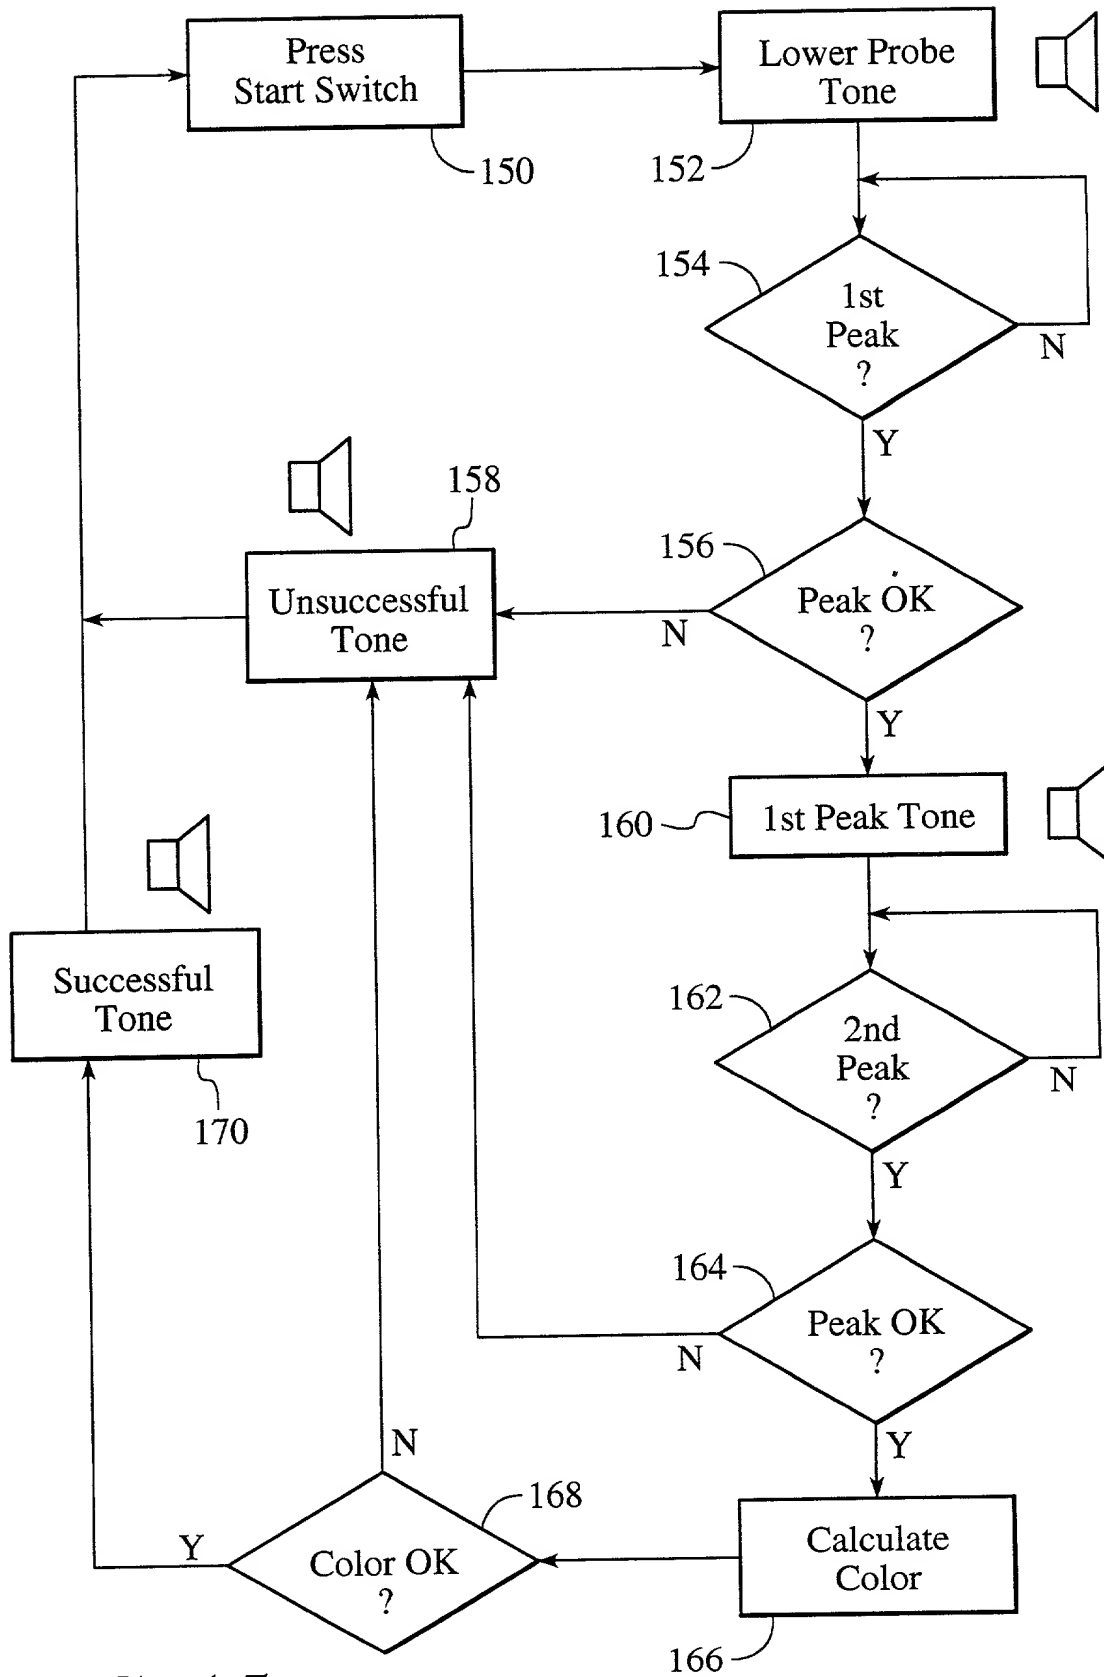 Press
Start Switch
150
Lower Probe
Tone
152
154
1st
Peak
?
N
Y
158
Unsuccessful
Tone
156
Peak OK
?
N
Y
160
1st Peak Tone
Successful
Tone
170
162
2nd
Peak
?
N
Y
164
Peak OK
?
N
Y
N
168
Color OK
?
Y
Calculate
Color
166